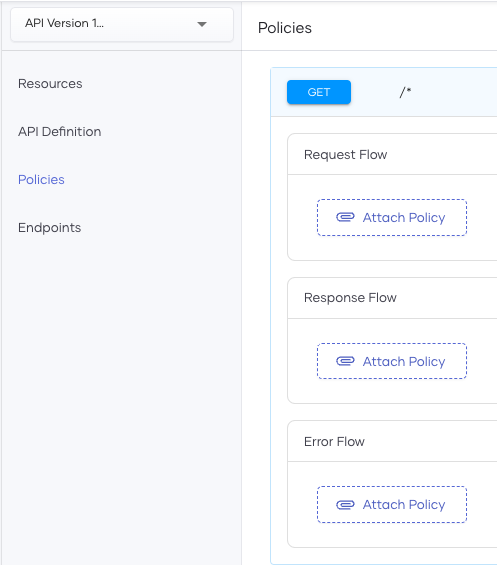 API Version 1...
Policies
Resources
API Definition
Policies
Endpoints
GET /*
Request Flow
Attach Policy
Response Flow
Attach Policy
Error Flow
Attach Policy